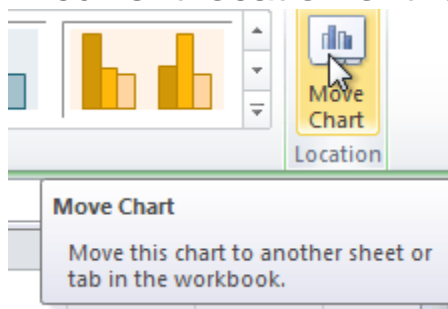 Move
Chart
Location
Move Chart
Move this chart to another sheet or
tab in the workbook.